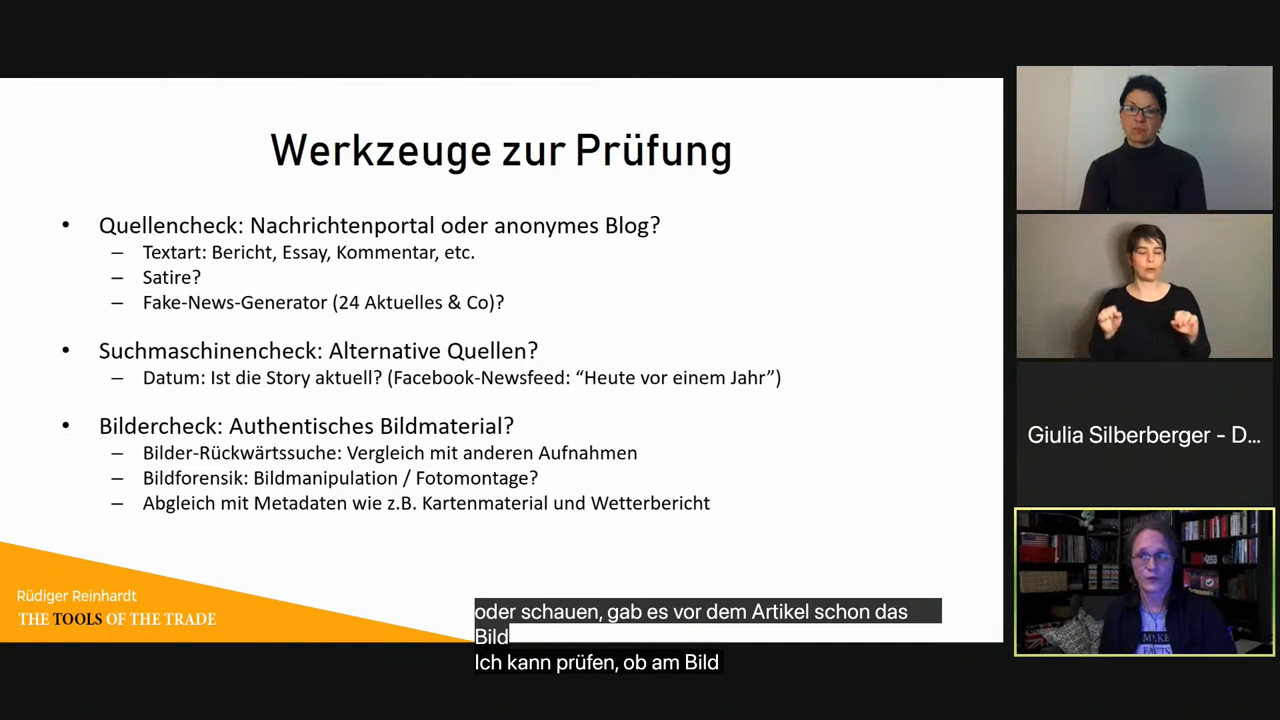 Werkzeuge zur Prüfung
• Quellencheck: Nachrichtenportal oder anonymes Blog?
– Textart: Bericht, Essay, Kommentar, etc.
– Satire?
– Fake-News-Generator (24 Aktuelles & Co)?
• Suchmaschinencheck: Alternative Quellen?
– Datum: Ist die Story aktuell? (Facebook-Newsfeed: “Heute vor einem Jahr”)
• Bildercheck: Authentisches Bildmaterial?
– Bilder-Rückwärtssuche: Vergleich mit anderen Aufnahmen
– Bildforensik: Bildmanipulation / Fotomontage?
– Abgleich mit Metadaten wie z.B. Kartenmaterial und Wetterbericht
Rüdiger Reinhardt
THE TOOLS OF THE TRADE
oder schauen, gab es vor dem Artikel schon das
Bild
Ich kann prüfen, ob am Bild
Giulia Silberberger - D...
MAKE
FACTS